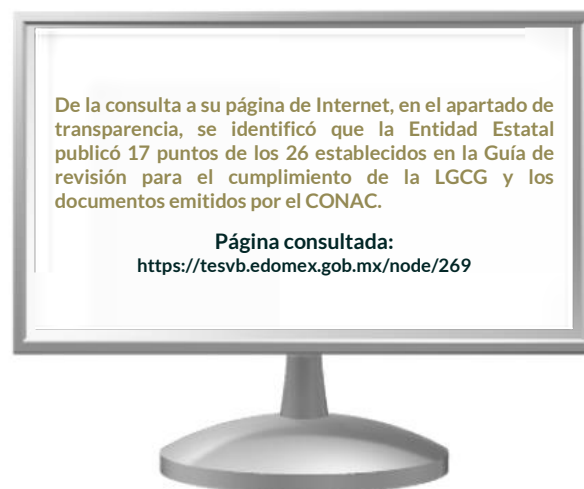 De la consulta a su página de Internet, en el apartado de
transparencia, se identificó que la Entidad Estatal
publicó 17 puntos de los 26 establecidos en la Guía de
revisión para el cumplimiento de la LGCG y los
documentos emitidos por el CONAC.
Página consultada:
https://tesvb.edomex.gob.mx/node/269